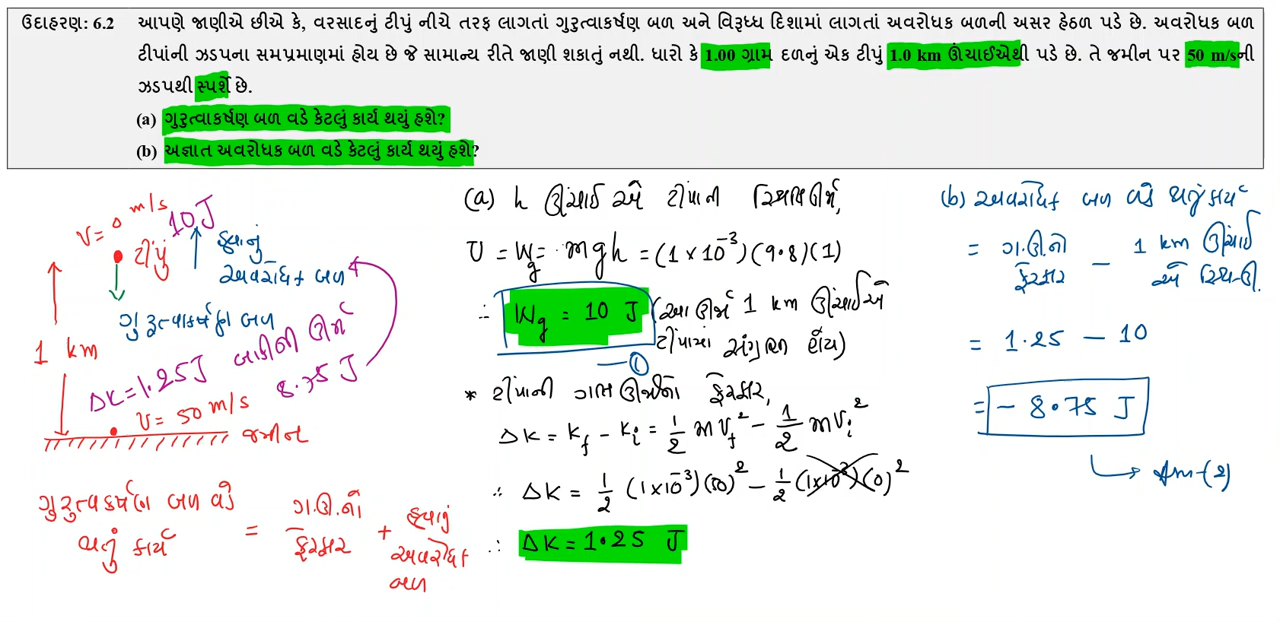 ઉદાહરણ: 6.2 આપણે જાણીએ છીએ કે, વરસાદનું ટીપું નીચે તરફ લાગતાં ગુરુત્વાકર્ષણ બળ અને વિરૂધ્ધ દિશામાં લાગતાં અવરોધક બળની અસર હેઠળ પડે છે. અવરોધક બળ
ટીપાંની ઝડપના સમપ્રમાણમાં હોય છે જે સામાન્ય રીતે જાણી શકાતું નથી. ધારો કે 1.00 ગ્રામ દળનું એક ટીપું 1.0 km ઊંચાઈએથી પડે છે. તે જમીન પર 50 m/sની
ઝડપથી સ્પર્શે છે.
(a) ગુરુત્વાકર્ષણ બળ વડે કેટલું કાર્ય થયું હશે?
(b) અજ્ઞાત અવરોધક બળ વડે કેટલું કાર્ય થયું હશે?
V = 0 m/s
10 J
ટીપું
હવાનું
અવરોધક બળ
ગુરૂત્વાકર્ષણ બળ
1 km
ΔK = 1.25 J બાકીની ઊર્જા
8.75 J
V = 50 m/s
જમીન
ગુરુત્વાકર્ષણ બળ વડે
થતું કાર્ય
=
ગ.ઊ.નો
ફેરફાર
+
હવાનું
અવરોધક
બળ
(a) h ઊંચાઈ એ ટીંપાની સ્થિતિઊર્જા,
U = Wg = mgh = (1 × 10⁻³) (9.8) (1)
∴ Wg = 10 J (આ ઊર્જા 1 km ઊંચાઈએ
ટીંપામાં સંગ્રહિત હોય)
①
* ટીંપાની ગતિ ઊર્જાનો ફેરફાર,
ΔK = Kf − Ki = 1/2 m Vf² − 1/2 m Vi²
∴ ΔK = 1/2 (1×10⁻³) (50)² − 1/2 (1×10⁻³) (0)²
∴ ΔK = 1.25 J
(b) અવરોધક બળ વડે થતું કાર્ય
= ગ.ઊ.નો ફેરફાર − 1 km ઊંચાઈ એ સ્થિ.ઊ.
= 1.25 − 10
= − 8.75 J
Ans-(2)